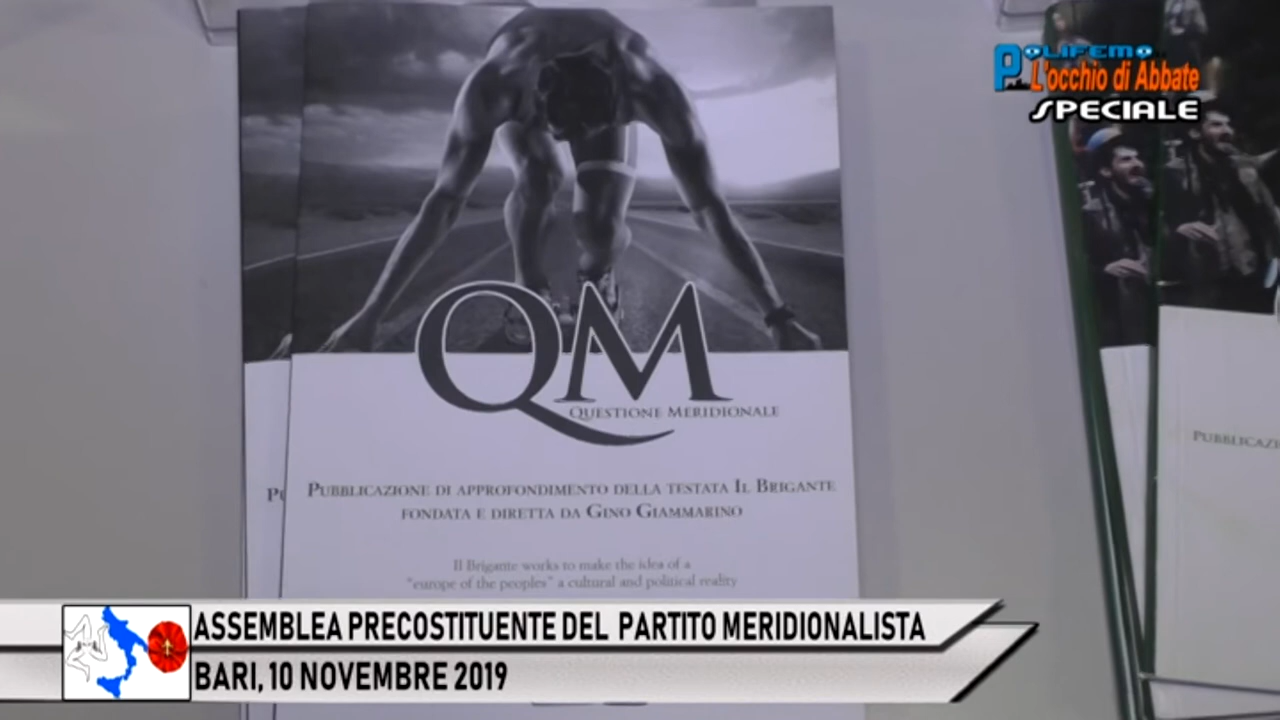 POLIFEMO
L'occhio di Abbate
SPECIALE
QM
QUESTIONE MERIDIONALE
PUBBLICAZIONE DI APPROFONDIMENTO DELLA TESTATA IL BRIGANTE
FONDATA E DIRETTA DA GINO GIAMMARINO
Il Brigante works to make the idea of a
"europe of the peoples" a cultural and political reality
PU
PUBBLICAZI
ASSEMBLEA PRECOSTITUENTE DEL PARTITO MERIDIONALISTA
BARI, 10 NOVEMBRE 2019